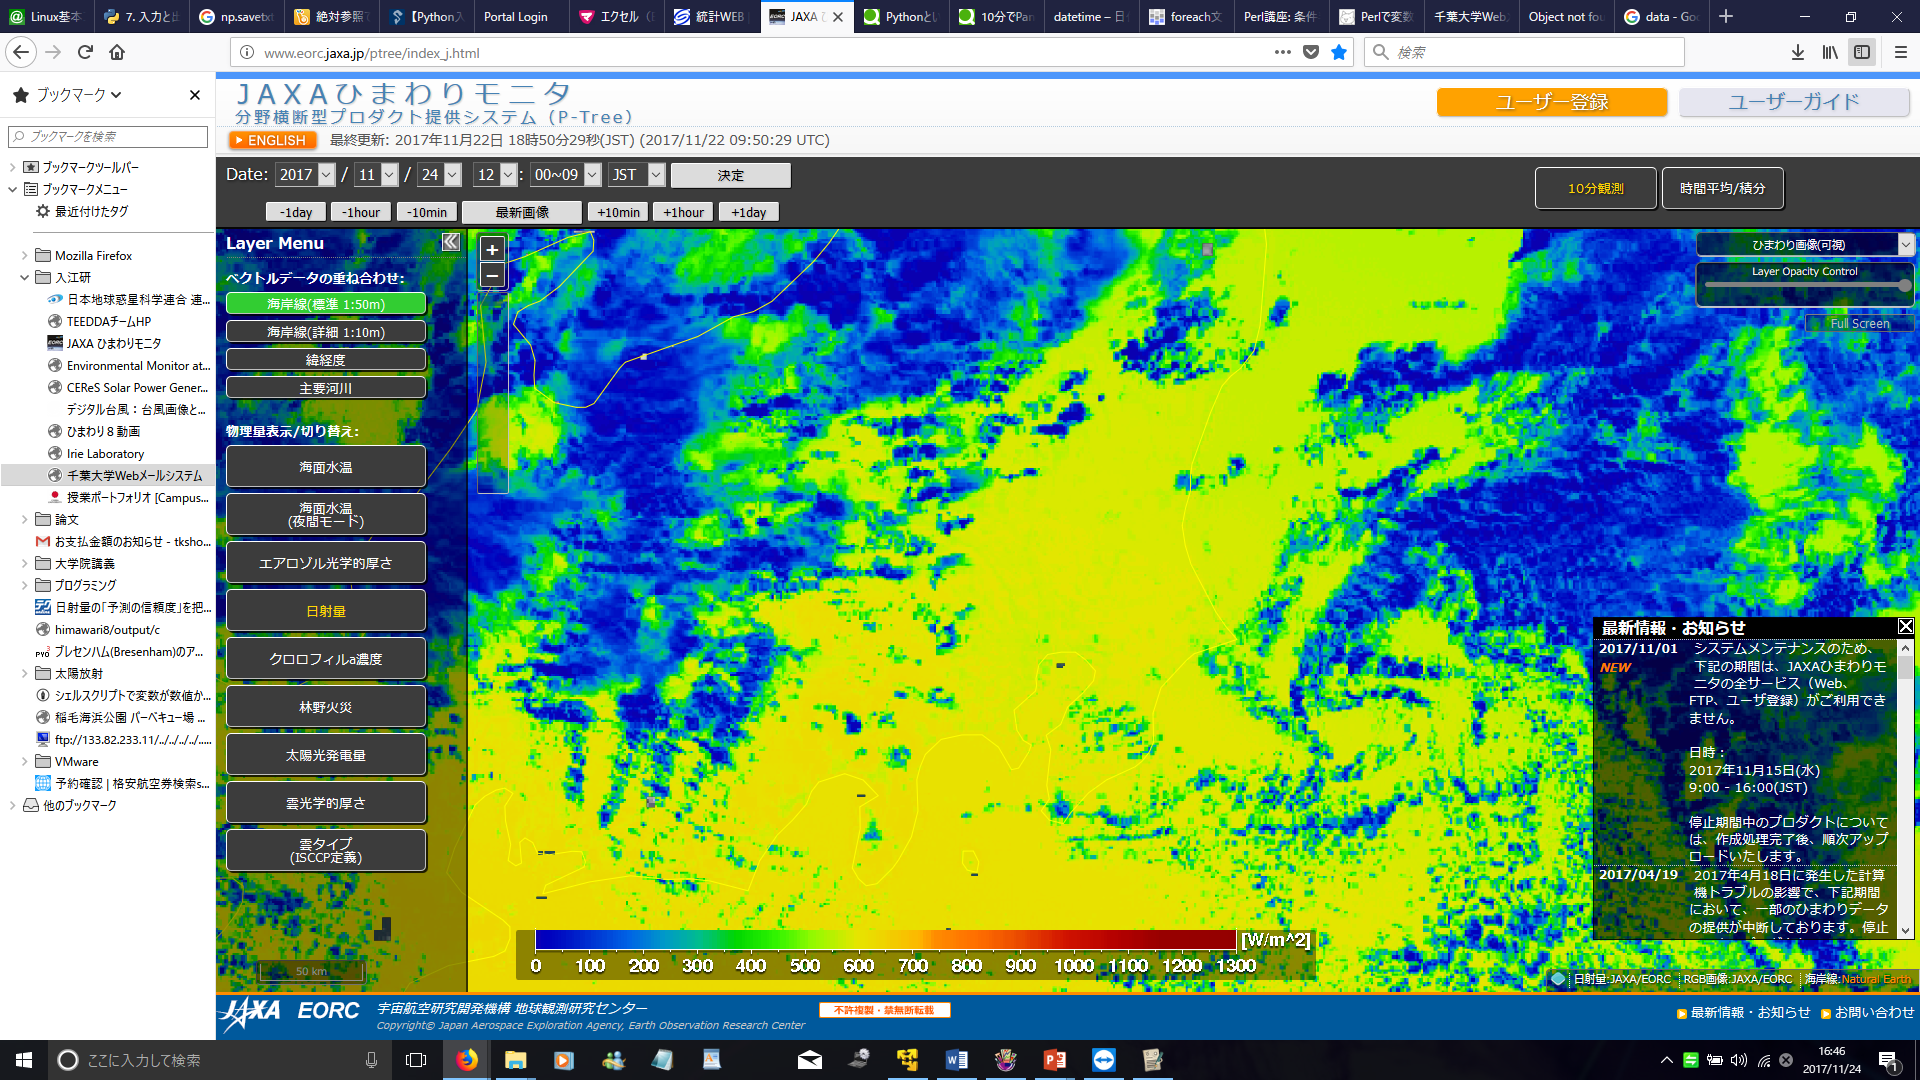 Linux基本
7. 入力と出
np.savetxt
絶対参照で
【Python入
Portal Login
エクセル（E
統計WEB
JAXA ひ
Pythonとい
10分でPan
datetime – 日
foreach文
Perl講座: 条件
Perlで変数
千葉大学Web
Object not fou
data - Goo
www.eorc.jaxa.jp/ptree/index_j.html
検索
ブックマーク
ブックマークを検索
ブックマークツールバー
ブックマークメニュー
最近付けたタグ
Mozilla Firefox
入江研
日本地球惑星科学連合 連...
TEEDDAチームHP
JAXA ひまわりモニタ
Environmental Monitor at...
CEReS Solar Power Gener...
デジタル台風：台風画像と...
ひまわり８動画
Irie Laboratory
千葉大学Webメールシステム
授業ポートフォリオ [Campus...
論文
お支払金額のお知らせ - tksho...
大学院講義
プログラミング
日射量の「予測の信頼度」を把...
himawari8/output/c
ブレセンハム(Bresenham)のア...
太陽放射
シェルスクリプトで変数が数値か...
稲毛海浜公園 バーベキュー場 ...
ftp://133.82.233.11/../../../../....
VMware
予約確認 | 格安航空券検索s...
他のブックマーク
JAXAひまわりモニタ
分野横断型プロダクト提供システム（P-Tree）
ユーザー登録
ユーザーガイド
ENGLISH
最終更新: 2017年11月22日 18時50分29秒(JST) (2017/11/22 09:50:29 UTC)
Date: 2017 / 11 / 24 12 : 00~09 JST 決定
-1day -1hour -10min 最新画像 +10min +1hour +1day
10分観測
時間平均/積分
Layer Menu
ベクトルデータの重ね合わせ:
海岸線(標準 1:50m)
海岸線(詳細 1:10m)
緯経度
主要河川
物理量表示/切り替え:
海面水温
海面水温
(夜間モード)
エアロゾル光学的厚さ
日射量
クロロフィルa濃度
林野火災
太陽光発電量
雲光学的厚さ
雲タイプ
(ISCCP定義)
50 km
ひまわり画像(可視)
Layer Opacity Control
Full Screen
最新情報・お知らせ
2017/11/01 システムメンテナンスのため、
NEW 下記の期間は、JAXAひまわりモ
ニタの全サービス（Web、
FTP、ユーザ登録）がご利用でき
ません。
日時：
2017年11月15日(水)
9:00 - 16:00(JST)
停止期間中のプロダクトについて
は、作成処理完了後、順次アップ
ロードいたします。
2017/04/19 2017年4月18日に発生した計算
機トラブルの影響で、下記期間
において、一部のひまわりデータ
の提供が中断しております。停止
[W/m^2]
0 100 200 300 400 500 600 700 800 900 1000 1100 1200 1300
日射量:JAXA/EORC RGB画像:JAXA/EORC 海岸線:Natural Earth
JAXA EORC
宇宙航空研究開発機構 地球観測研究センター
Copyright© Japan Aerospace Exploration Agency, Earth Observation Research Center
不許複製・禁無断転載
最新情報・お知らせ お問い合わせ
ここに入力して検索
16:46
2017/11/24
1